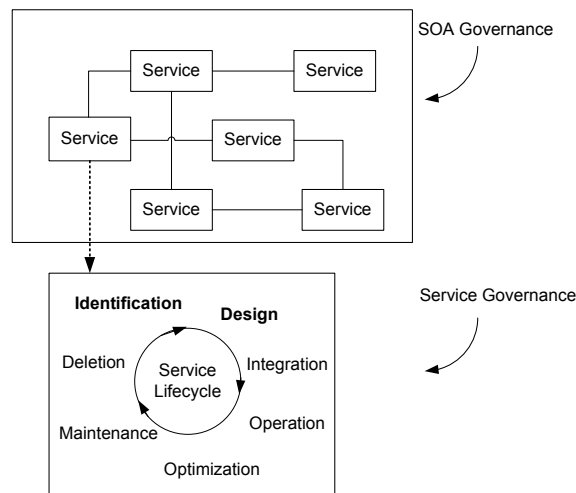 SOA Governance
Service
Service
Service
Service
Service
Service
Service Governance
Identification
Design
Deletion
Service
Lifecycle
Integration
Maintenance
Operation
Optimization